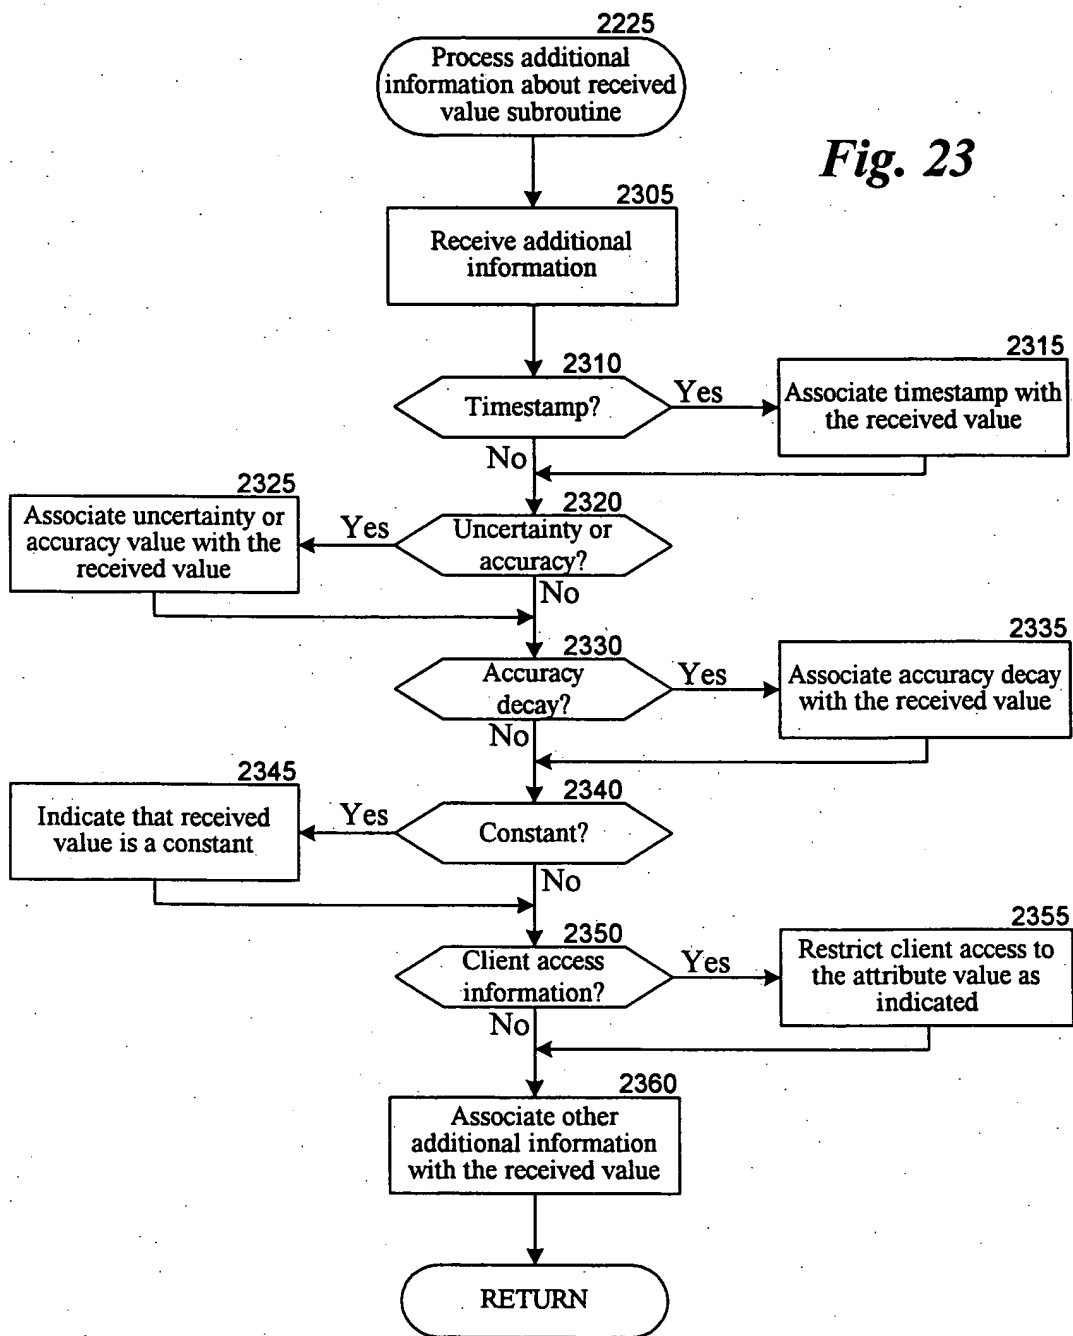 2225
Process additional
information about received
value subroutine
Fig. 23
2305
Receive additional
information
2310
Timestamp?
Yes
2315
Associate timestamp with
the received value
No
2325
Associate uncertainty or
accuracy value with the
received value
Yes
2320
Uncertainty or
accuracy?
No
2330
Accuracy
decay?
Yes
2335
Associate accuracy decay
with the received value
No
2345
Indicate that received
value is a constant
Yes
2340
Constant?
No
2350
Client access
information?
Yes
2355
Restrict client access to
the attribute value as
indicated
No
2360
Associate other
additional information
with the received value
RETURN